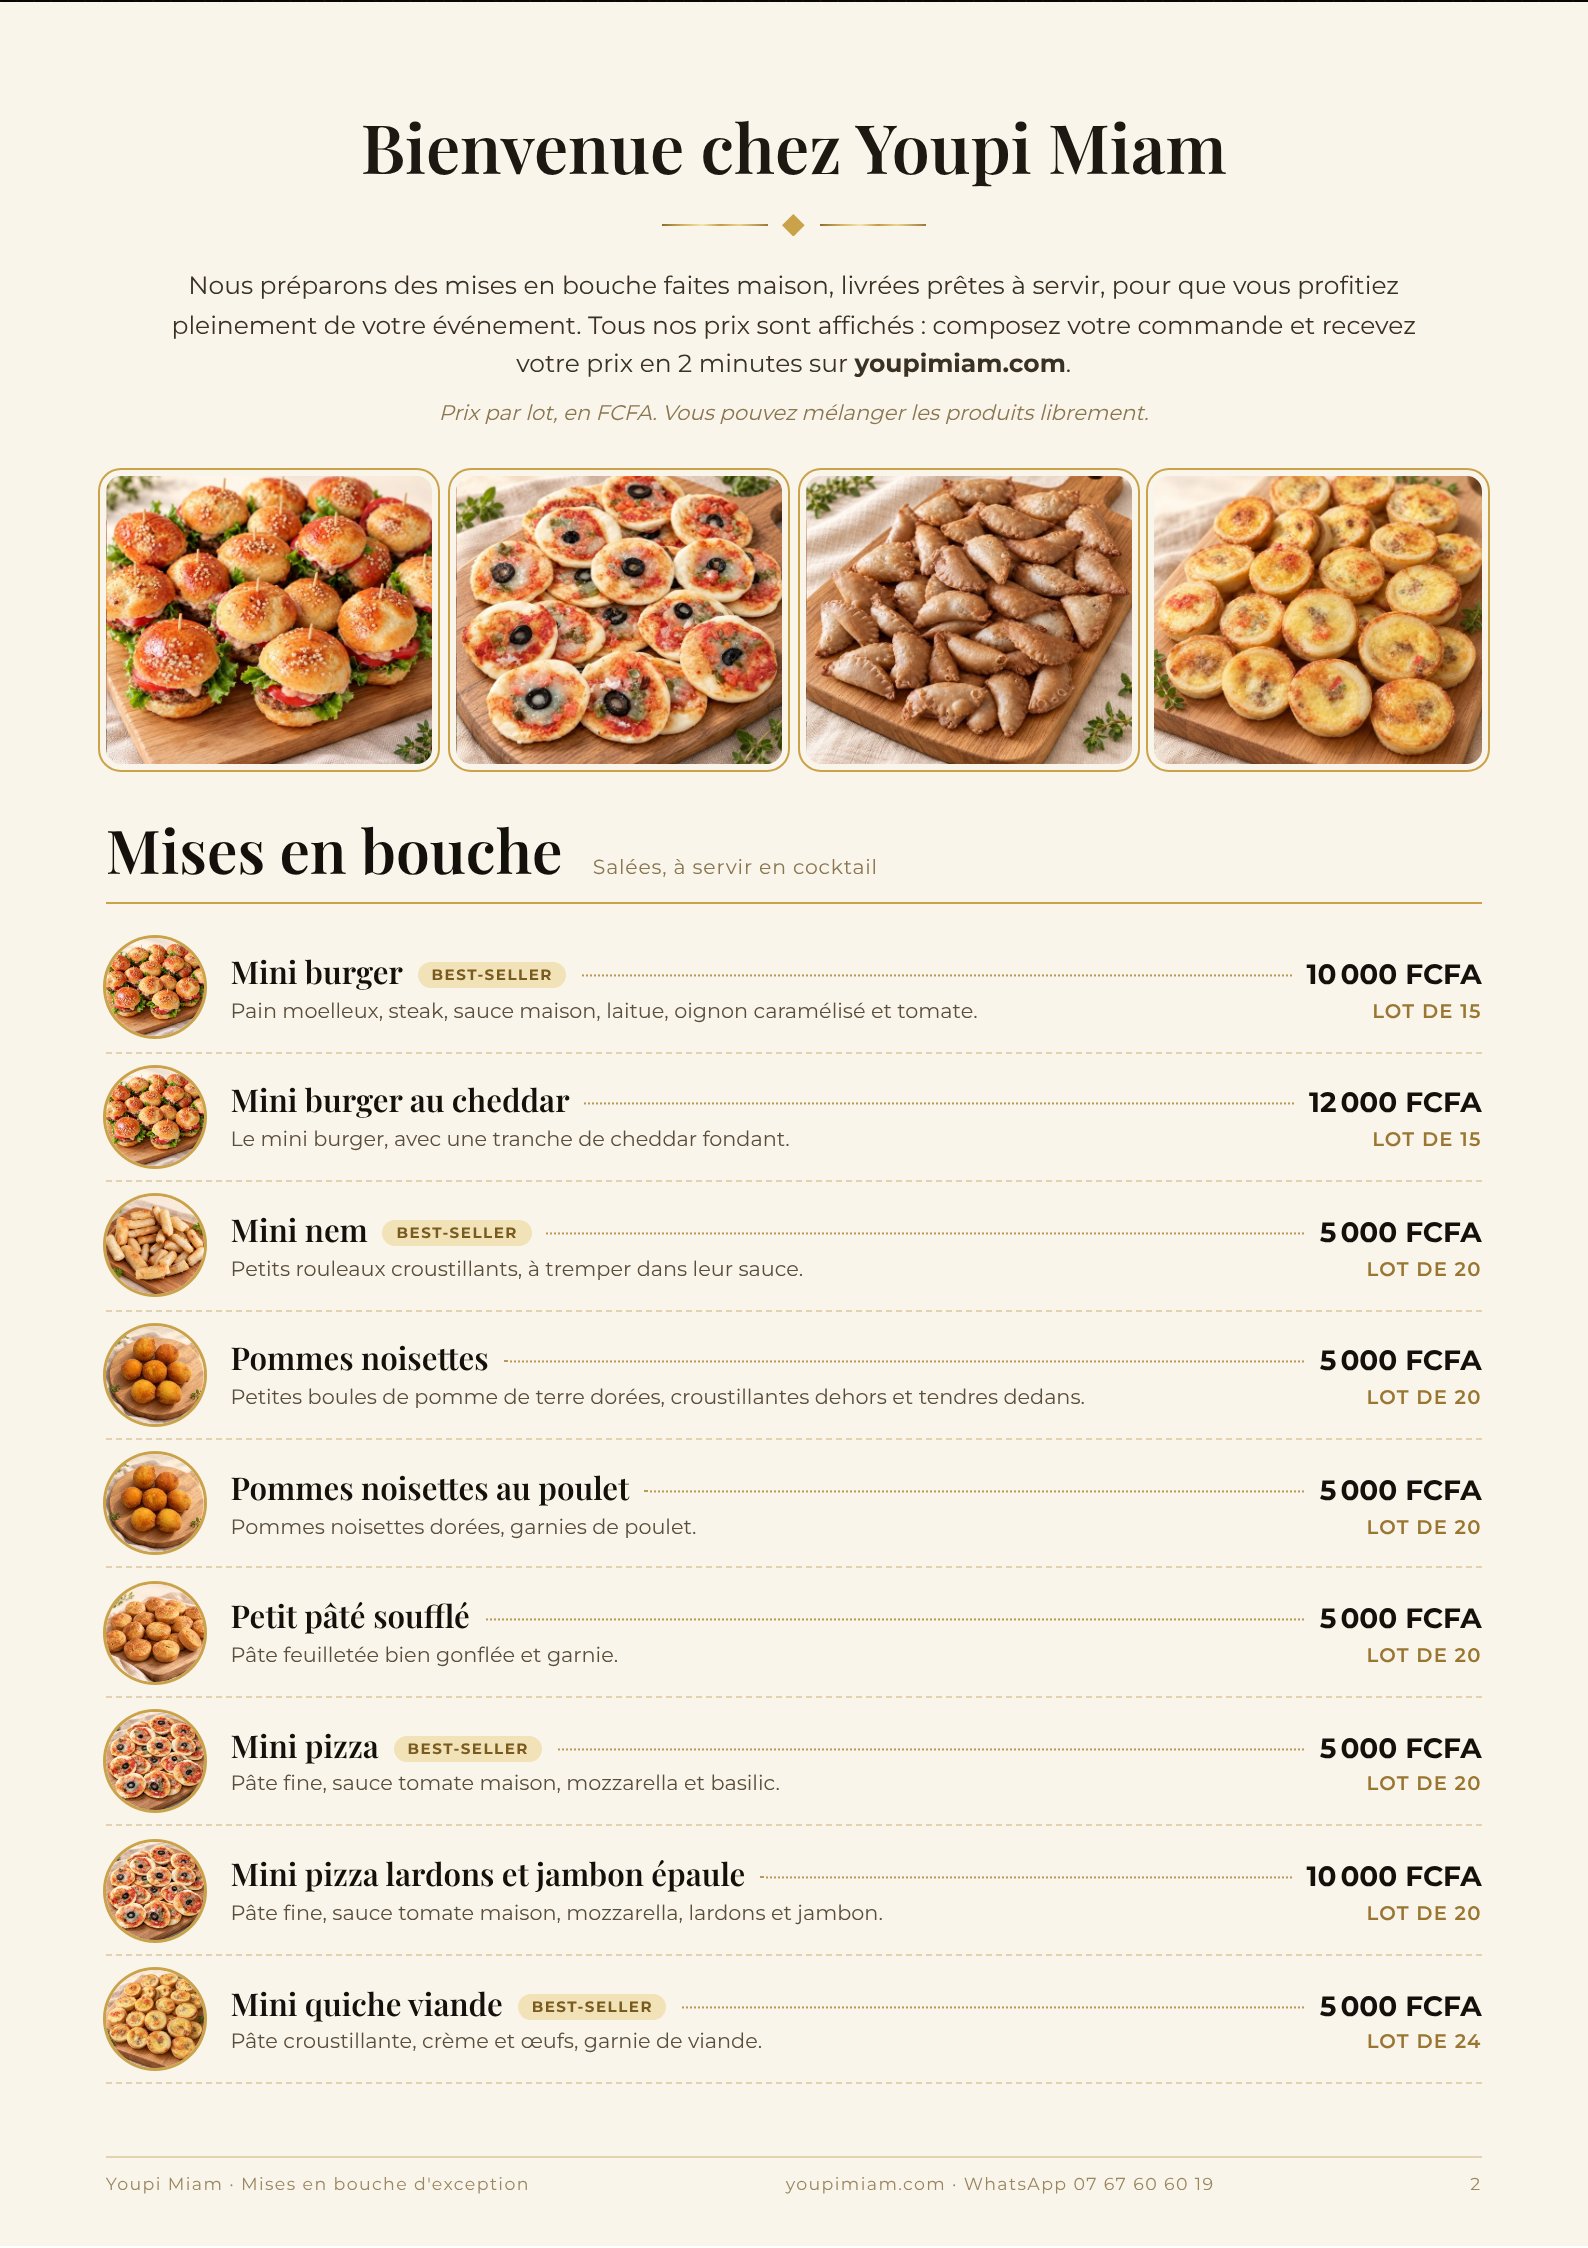 Bienvenue chez Youpi Miam
Nous préparons des mises en bouche faites maison, livrées prêtes à servir, pour que vous profitiez
pleinement de votre événement. Tous nos prix sont affichés : composez votre commande et recevez
votre prix en 2 minutes sur youpimiam.com.
Prix par lot, en FCFA. Vous pouvez mélanger les produits librement.
Mises en bouche Salées, à servir en cocktail
Mini burger BEST-SELLER 10 000 FCFA
Pain moelleux, steak, sauce maison, laitue, oignon caramélisé et tomate. LOT DE 15
Mini burger au cheddar 12 000 FCFA
Le mini burger, avec une tranche de cheddar fondant. LOT DE 15
Mini nem BEST-SELLER 5 000 FCFA
Petits rouleaux croustillants, à tremper dans leur sauce. LOT DE 20
Pommes noisettes 5 000 FCFA
Petites boules de pomme de terre dorées, croustillantes dehors et tendres dedans. LOT DE 20
Pommes noisettes au poulet 5 000 FCFA
Pommes noisettes dorées, garnies de poulet. LOT DE 20
Petit pâté soufflé 5 000 FCFA
Pâte feuilletée bien gonflée et garnie. LOT DE 20
Mini pizza BEST-SELLER 5 000 FCFA
Pâte fine, sauce tomate maison, mozzarella et basilic. LOT DE 20
Mini pizza lardons et jambon épaule 10 000 FCFA
Pâte fine, sauce tomate maison, mozzarella, lardons et jambon. LOT DE 20
Mini quiche viande BEST-SELLER 5 000 FCFA
Pâte croustillante, crème et œufs, garnie de viande. LOT DE 24
Youpi Miam · Mises en bouche d'exception youpimiam.com · WhatsApp 07 67 60 60 19 2